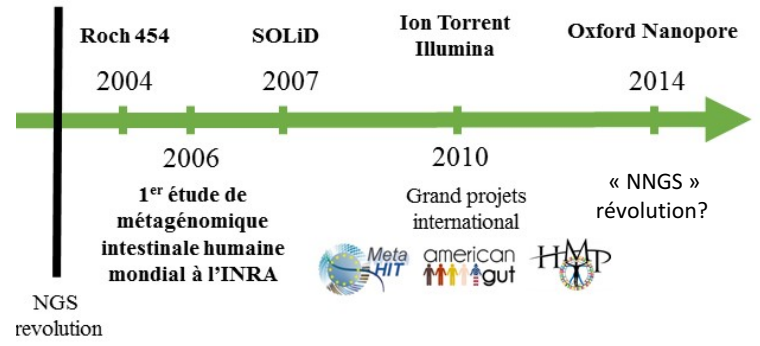 Roch 454
SOLiD
Ion Torrent
Illumina
Oxford Nanopore
2004
2007
2014
2006
2010
1er étude de
métagénomique
intestinale humaine
mondial à l'INRA
Grand projets
international
« NNGS »
révolution?
Meta
HIT
american
gut
HMP
NGS
revolution